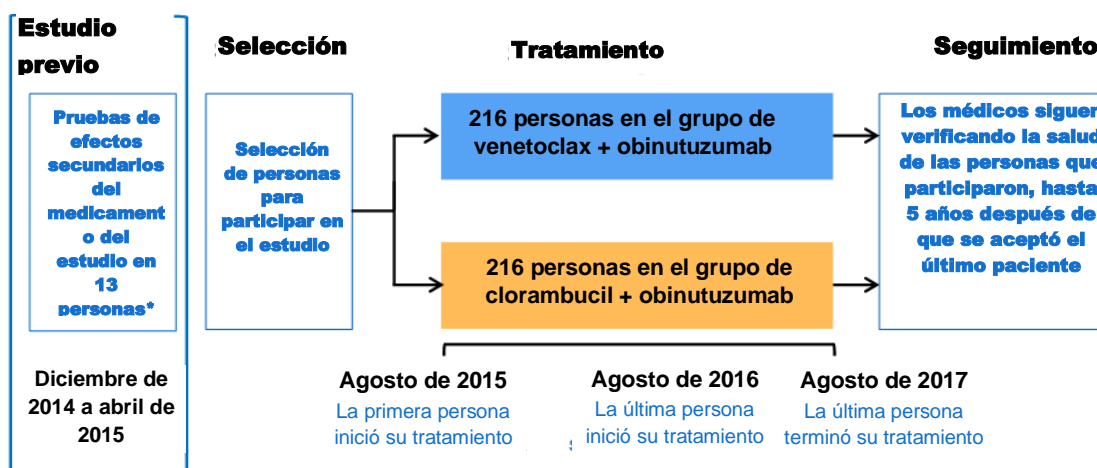 Estudio
previo
Pruebas de
efectos
secundarios
del
medicament
o del
estudio en
13
personas*
Diciembre de
2014 a abril de
2015
Selección
Selección
de personas
para
participar en
el estudio
Tratamiento
216 personas en el grupo de
venetoclax + obinutuzumab
216 personas en el grupo de
clorambucil + obinutuzumab
Agosto de 2015
La primera persona
inició su tratamiento
Agosto de 2016
La última persona
inició su tratamiento
Agosto de 2017
La última persona
terminó su tratamiento
Seguimiento
Los médicos siguen
verificando la salud
de las personas que
participaron, hasta
5 años después de
que se aceptó el
último paciente